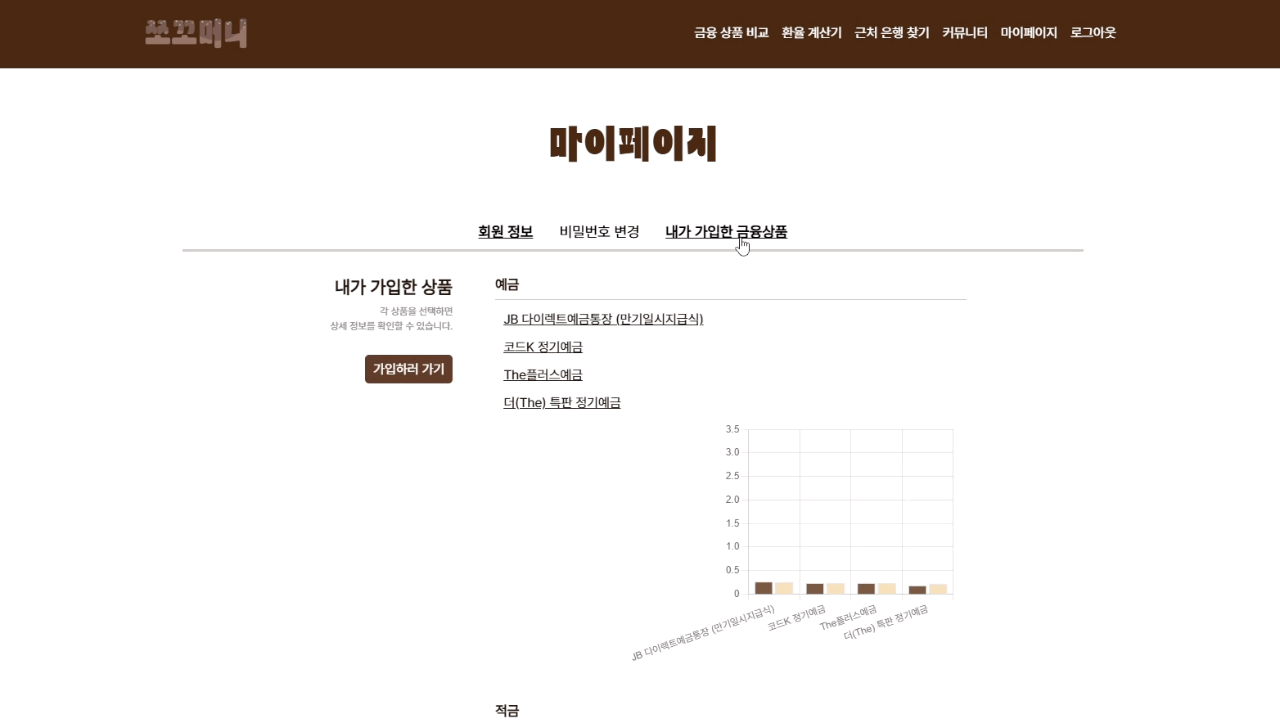 쪼꼬머니
금융 상품 비교 환율 계산기 근처 은행 찾기 커뮤니티 마이페이지 로그아웃
마이페이지
회원 정보 비밀번호 변경 내가 가입한 금융상품
내가 가입한 상품
각 상품을 선택하면
상세 정보를 확인할 수 있습니다.
가입하러 가기
예금
JB 다이렉트예금통장 (만기일시지급식)
코드K 정기예금
The플러스예금
더(The) 특판 정기예금
3.5
3.0
2.5
2.0
1.5
1.0
0.5
0
JB 다이렉트예금통장 (만기일시지급식)
코드K 정기예금
The플러스예금
더(The) 특판 정기예금
적금